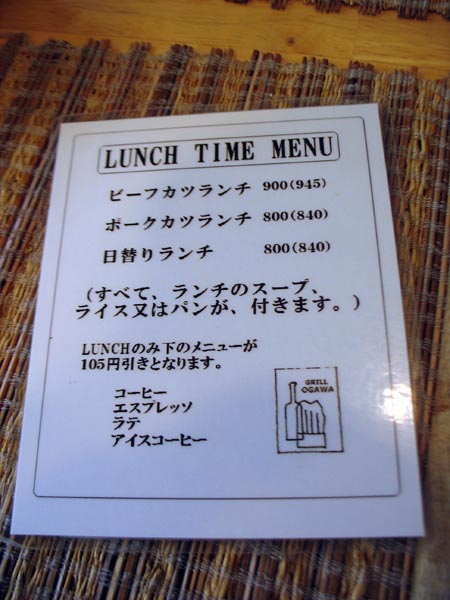 LUNCH TIME MENU
ビーフカツランチ 900(945)
ポークカツランチ 800(840)
日替りランチ 800(840)
(すべて、ランチのスープ、
ライス又はパンが、付きます。)
LUNCHのみ下のメニューが
105円引きとなります。
コーヒー
エスプレッソ
ラテ
アイスコーヒー
GRILL
OGAWA